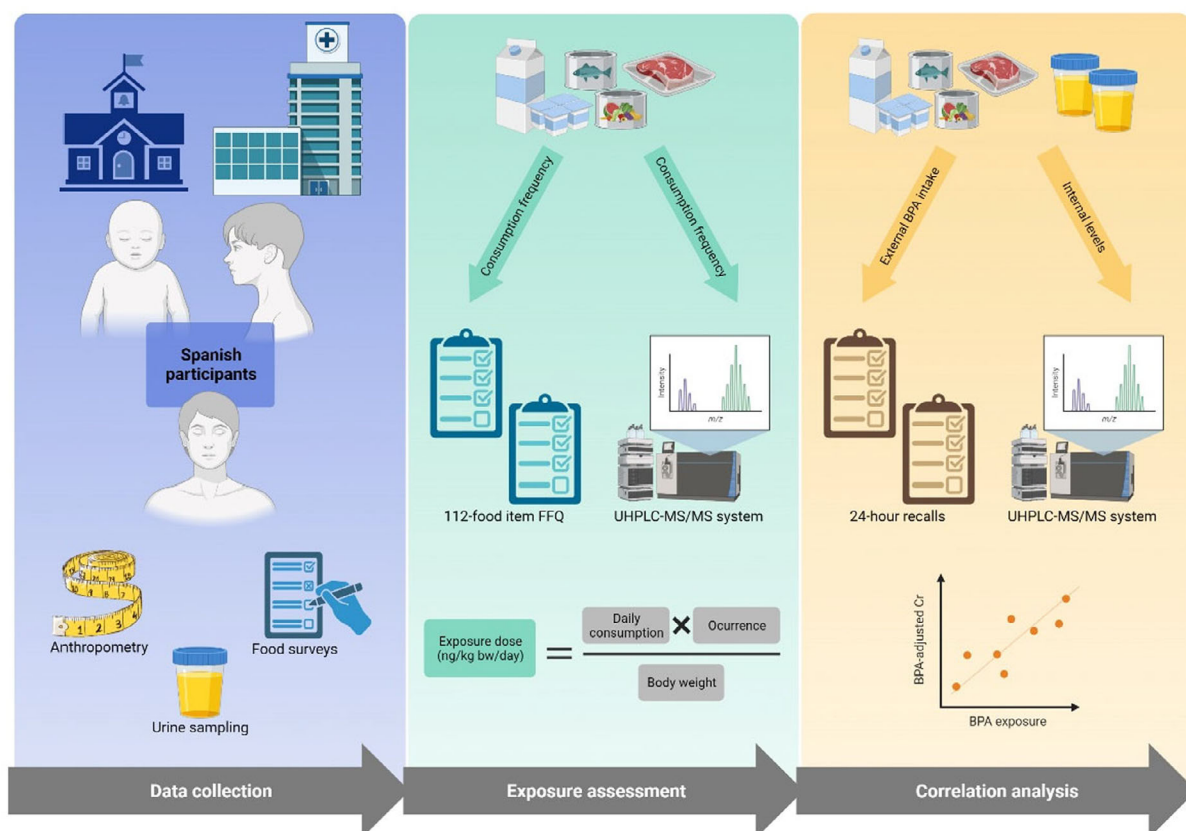 Spanish
participants
Anthropometry
Food surveys
Urine sampling
Data collection
Consumption frequency
Consumption frequency
Intensity
m/z
112-food item FFQ
UHPLC-MS/MS system
Exposure dose
(ng/kg bw/day)
=
Daily
consumption
×
Ocurrence
Body weight
Exposure assessment
External BPA intake
Internal levels
Intensity
m/z
24-hour recalls
UHPLC-MS/MS system
BPA-adjusted Cr
BPA exposure
Correlation analysis